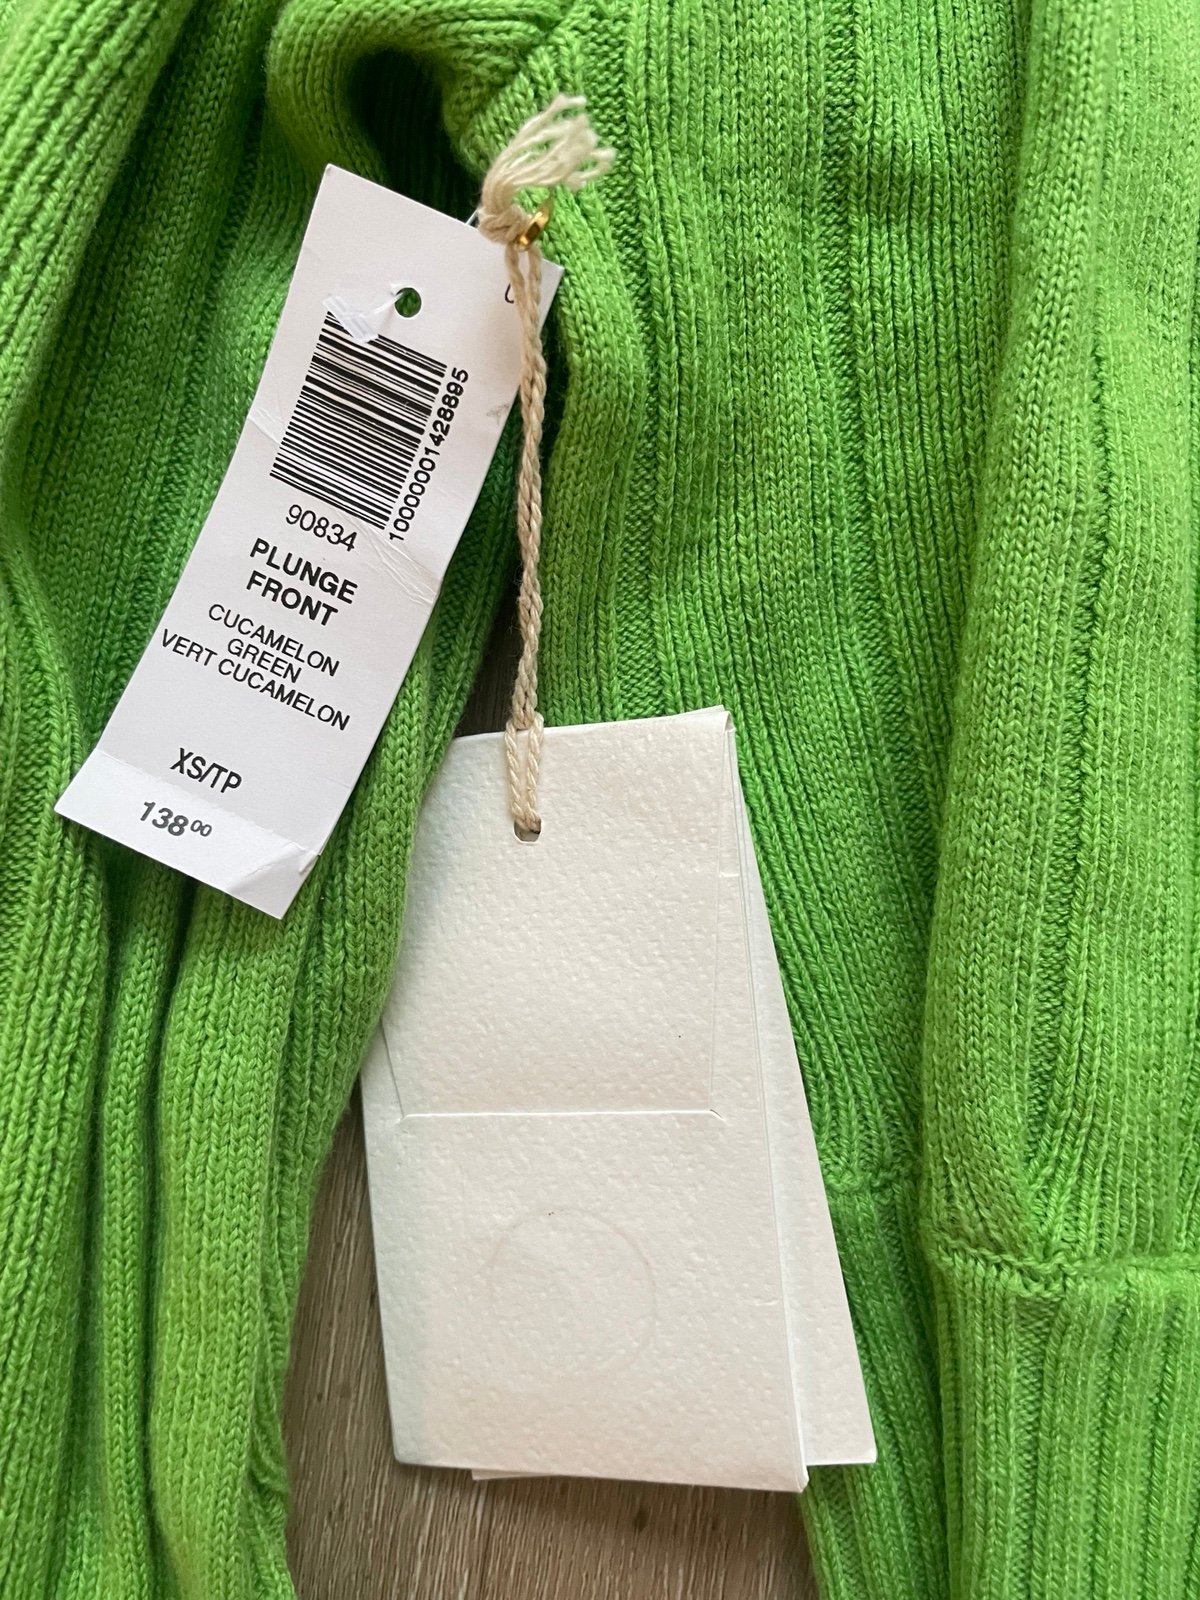 1000001428895
90834
PLUNGE
FRONT
CUCAMELON
GREEN
VERT CUCAMELON
XS/TP
138 00